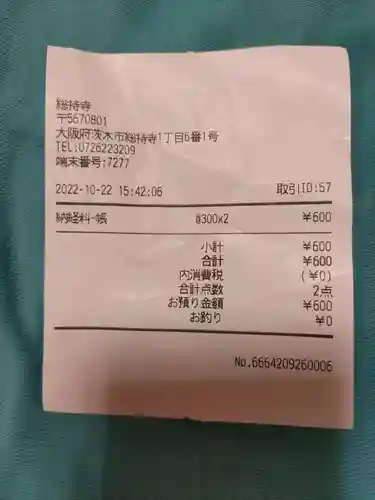 総持寺
〒5670801
大阪府茨木市総持寺1丁目6番1号
TEL:0726223209
端末番号:7277
2022-10-22 15:42:06 取引ID:57
納経料-帳 @300x2 ¥600
小計 ¥600
合計 ¥600
内消費税 (¥0)
合計点数 2点
お預り金額 ¥600
お釣り ¥0
No.6664209260006